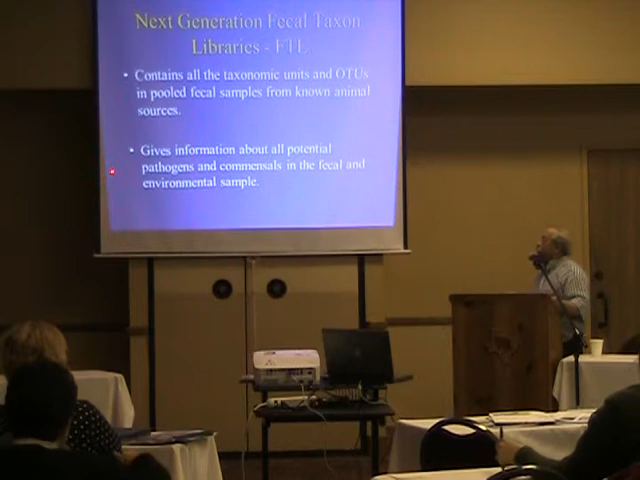 Next Generation Fecal Taxon
Libraries - FTL
• Contains all the taxonomic units and OTUs
in pooled fecal samples from known animal
sources.
• Gives information about all potential
pathogens and commensals in the fecal and
environmental sample.